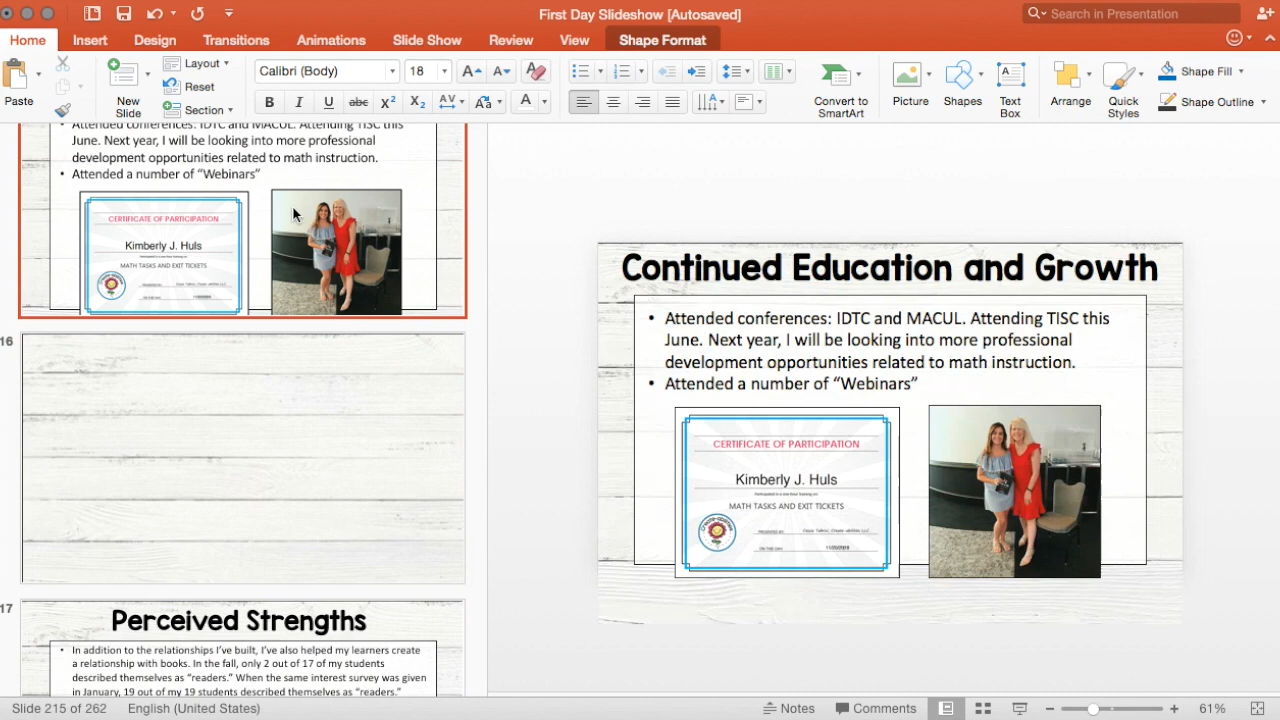 First Day Slideshow [Autosaved]
Search in Presentation
Home Insert Design Transitions Animations Slide Show Review View Shape Format
Paste
New Slide
Layout
Reset
Section
Calibri (Body) 18
Convert to SmartArt
Picture
Shapes
Text Box
Arrange
Quick Styles
Shape Fill
Shape Outline
Attended conferences: IDTC and MACUL. Attending TISC this
June. Next year, I will be looking into more professional
development opportunities related to math instruction.
• Attended a number of “Webinars”
CERTIFICATE OF PARTICIPATION
Kimberly J. Huls
MATH TASKS AND EXIT TICKETS
16
17
Perceived Strengths
• In addition to the relationships I’ve built, I’ve also helped my learners create
a relationship with books. In the fall, only 2 out of 17 of my students
described themselves as “readers.” When the same interest survey was given
in January, 19 out of my 19 students described themselves as “readers.”
Continued Education and Growth
• Attended conferences: IDTC and MACUL. Attending TISC this
June. Next year, I will be looking into more professional
development opportunities related to math instruction.
• Attended a number of “Webinars”
CERTIFICATE OF PARTICIPATION
Kimberly J. Huls
MATH TASKS AND EXIT TICKETS
Slide 215 of 262 English (United States)
Notes Comments 61%